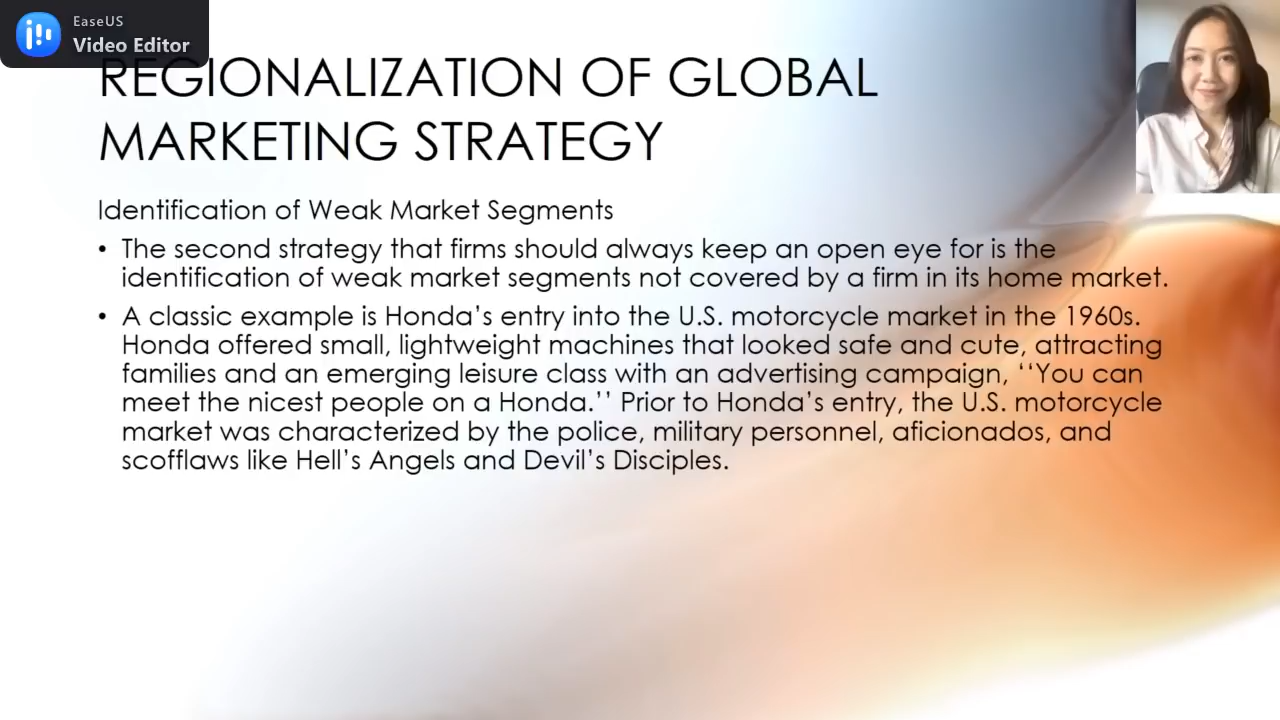 EaseUS
Video Editor
REGIONALIZATION OF GLOBAL
MARKETING STRATEGY
Identification of Weak Market Segments
• The second strategy that firms should always keep an open eye for is the
identification of weak market segments not covered by a firm in its home market.
• A classic example is Honda’s entry into the U.S. motorcycle market in the 1960s.
Honda offered small, lightweight machines that looked safe and cute, attracting
families and an emerging leisure class with an advertising campaign, ‘‘You can
meet the nicest people on a Honda.’’ Prior to Honda’s entry, the U.S. motorcycle
market was characterized by the police, military personnel, aficionados, and
scofflaws like Hell’s Angels and Devil’s Disciples.